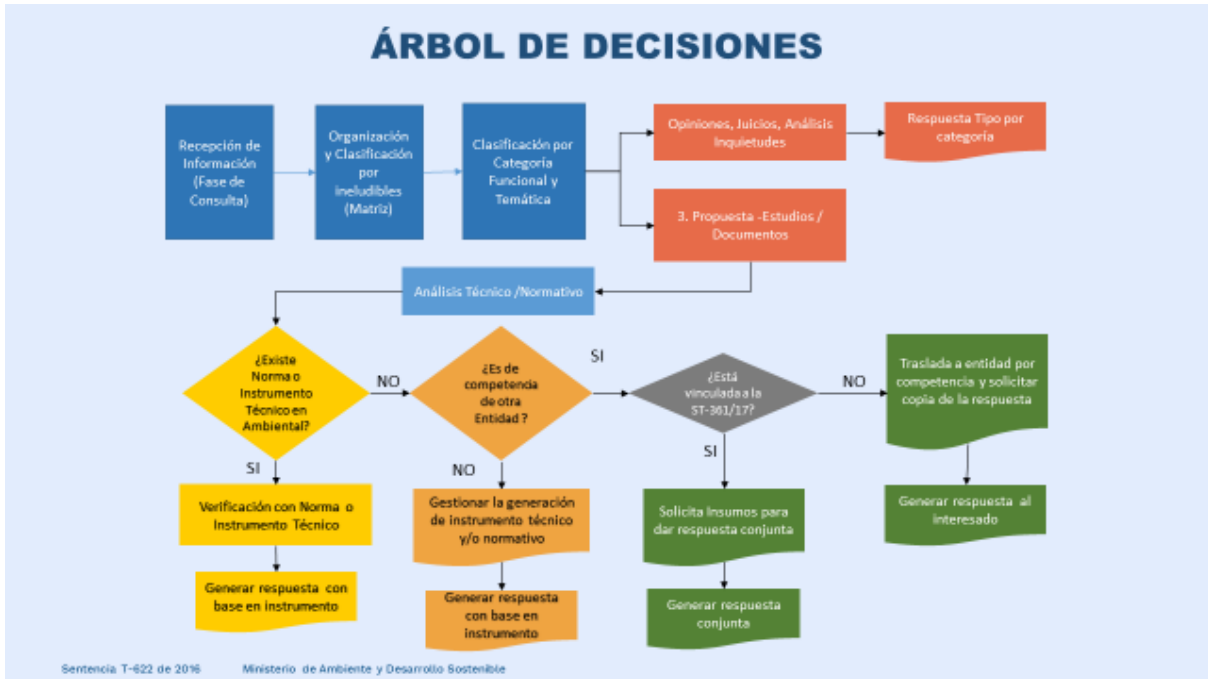 ÁRBOL DE DECISIONES
Recepción de
Información
(Fase de
Consulta)
Organización
y Clasificación
por
ineludibles
(Matriz)
Clasificación por
Categoría
Funcional y
Temática
Opiniones, Juicios, Análisis
Inquietudes
Respuesta Tipo por
categoría
3. Propuesta -Estudios /
Documentos
Análisis Técnico /Normativo
¿Existe
Norma o
Instrumento
Técnico en
Ambiental?
NO
¿Es de
competencia
de otra
Entidad ?
SI
¿Está
vinculada a la
ST-361/17?
NO
Traslada a entidad por
competencia y solicitar
copia de la respuesta
SI
Verificación con Norma o
Instrumento Técnico
NO
Gestionar la generación
de instrumento técnico
y/o normativo
SI
Solicita Insumos para
dar respuesta conjunta
Generar respuesta al
interesado
Generar respuesta con
base en instrumento
Generar respuesta
con base en
instrumento
Generar respuesta
conjunta
Sentencia T-622 de 2016
Ministerio de Ambiente y Desarrollo Sostenible